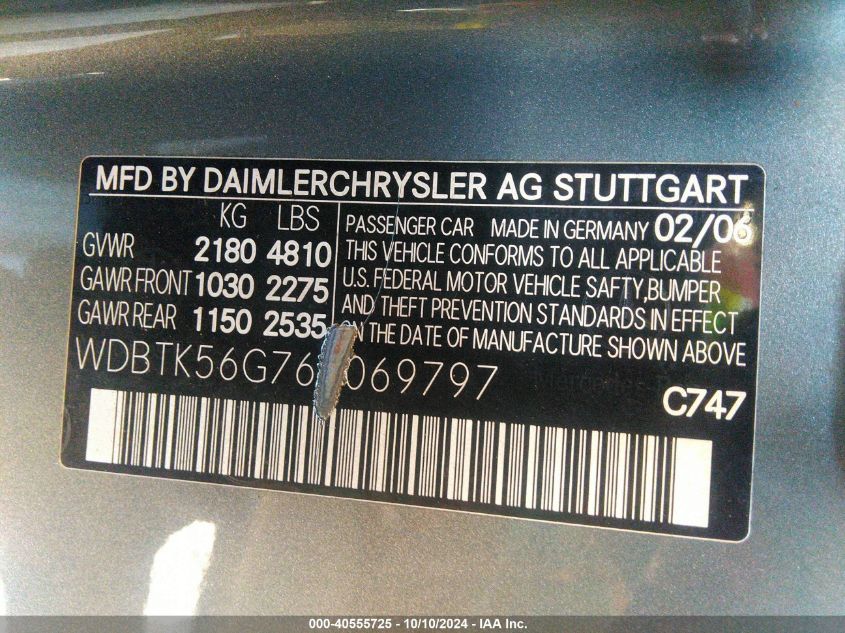 MFD BY DAIMLERCHRYSLER AG STUTTGART
KG LBS
GVWR 2180 4810
GAWR FRONT 1030 2275
GAWR REAR 1150 2535
PASSENGER CAR MADE IN GERMANY 02/06
THIS VEHICLE CONFORMS TO ALL APPLICABLE
U.S. FEDERAL MOTOR VEHICLE SAFTY,BUMPER
AND THEFT PREVENTION STANDARDS IN EFFECT
ON THE DATE OF MANUFACTURE SHOWN ABOVE
C747
000-40555725 - 10/10/2024 - IAA Inc.